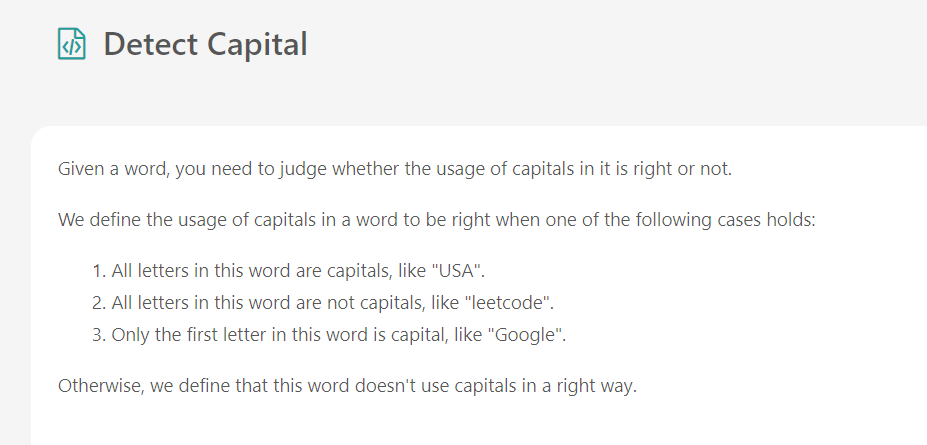 Detect Capital
Given a word, you need to judge whether the usage of capitals in it is right or not.
We define the usage of capitals in a word to be right when one of the following cases holds:
1. All letters in this word are capitals, like "USA".
2. All letters in this word are not capitals, like "leetcode".
3. Only the first letter in this word is capital, like "Google".
Otherwise, we define that this word doesn't use capitals in a right way.